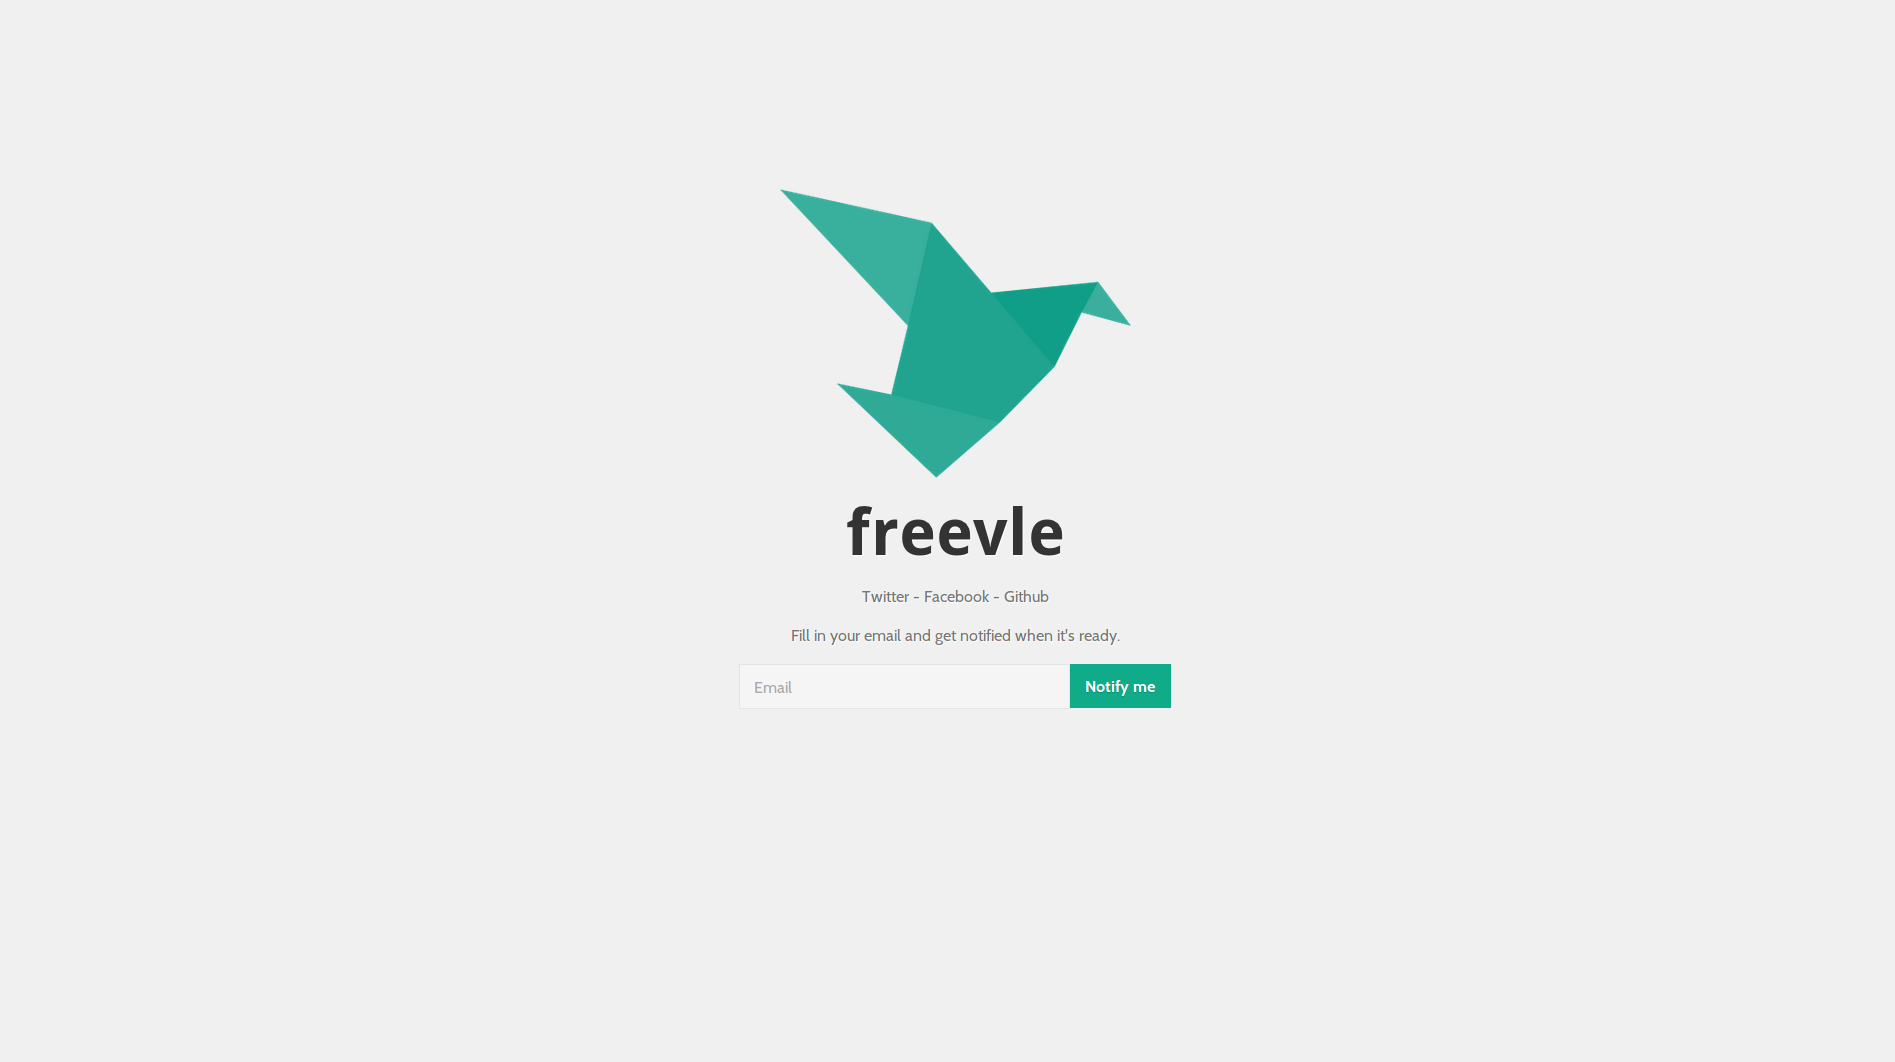 freevle
Twitter - Facebook - Github
Fill in your email and get notified when it's ready.
Email
Notify me